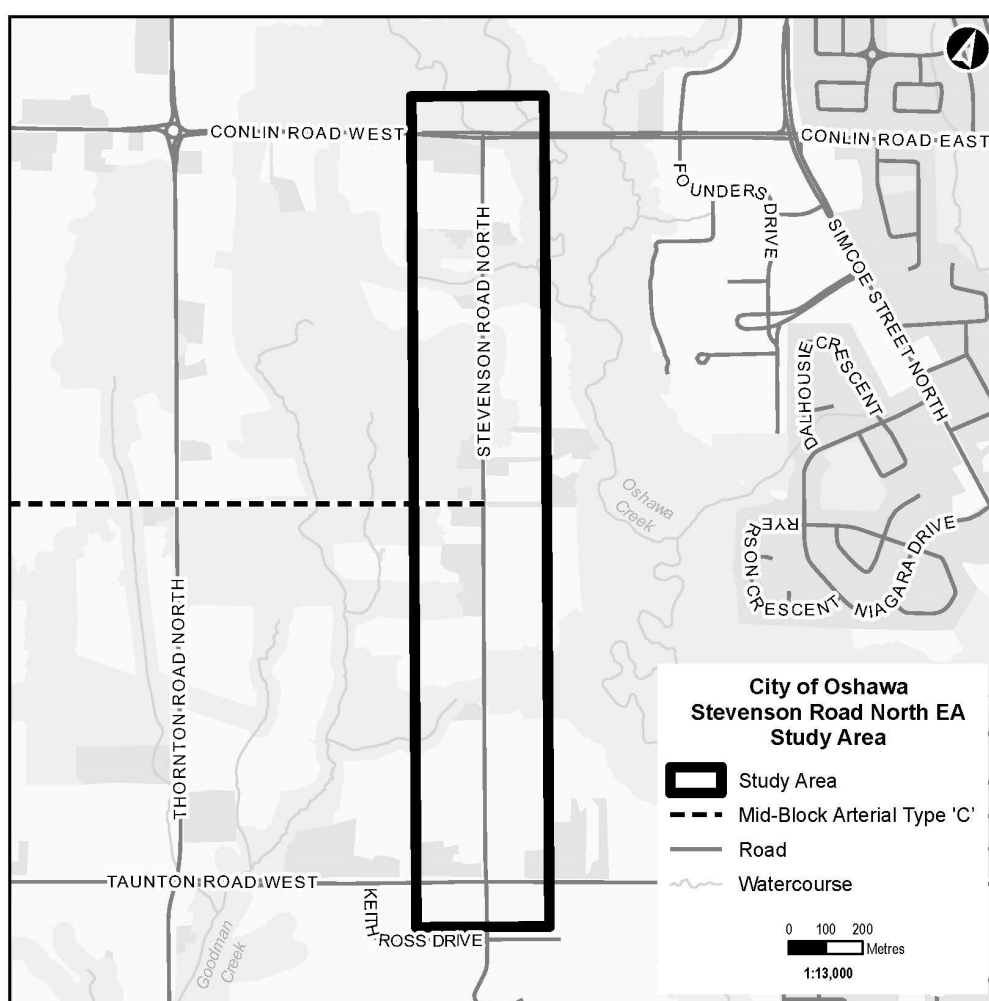 CONLIN ROAD WEST
CONLIN ROAD EAST
FOUNDERS DRIVE
STEVENSON ROAD NORTH
SIMCOE STREET NORTH
DALHOUSIE CRESCENT
Oshawa
Creek
RYERSON CRESCENT
NIAGARA DRIVE
THORNTON ROAD NORTH
TAUNTON ROAD WEST
KEITH
ROSS DRIVE
Goodman
Creek
City of Oshawa
Stevenson Road North EA
Study Area
Study Area
Mid-Block Arterial Type 'C'
Road
Watercourse
0 100 200
Metres
1:13,000